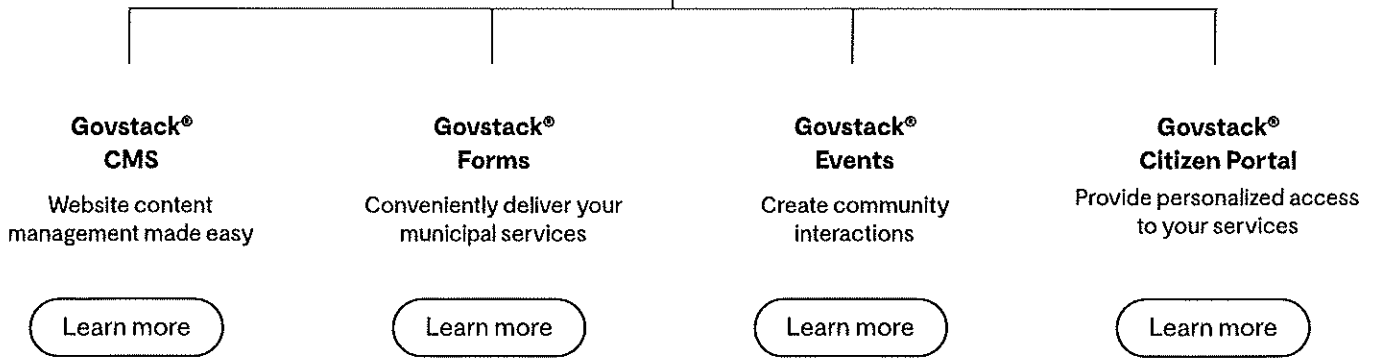 Govstack®
CMS
Website content
management made easy
Learn more
Govstack®
Forms
Conveniently deliver your
municipal services
Learn more
Govstack®
Events
Create community
interactions
Learn more
Govstack®
Citizen Portal
Provide personalized access
to your services
Learn more